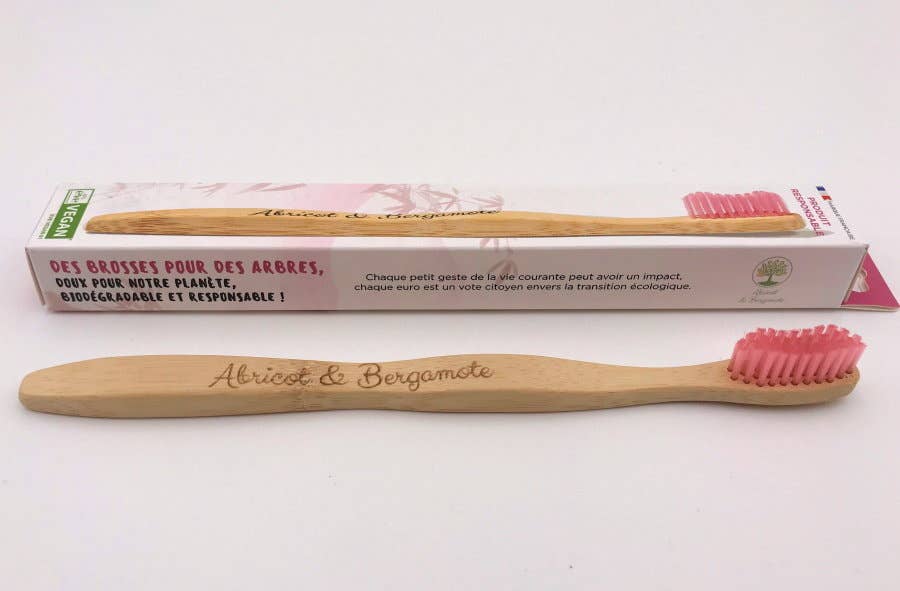 VEGAN
Abricot & Bergamote
PRODUIT
RESPONSABLE
DES BROSSES POUR DES ARBRES,
DOUX POUR NOTRE PLANÈTE,
BIODÉGRADABLE ET RESPONSABLE !
Chaque petit geste de la vie courante peut avoir un impact,
chaque euro est un vote citoyen envers la transition écologique.
Abricot
& Bergamote
Abricot & Bergamote